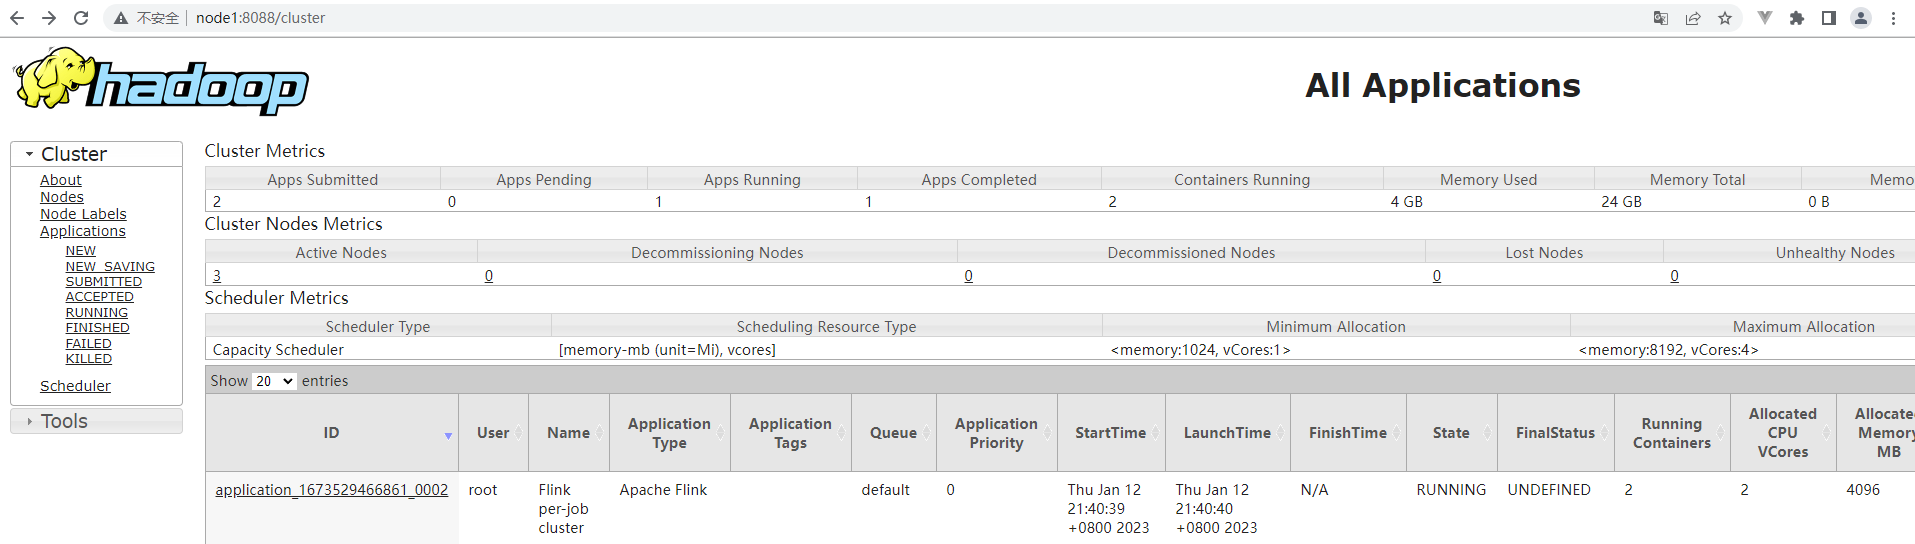 不安全 node1:8088/cluster
hadoop
All Applications
Cluster
About
Nodes
Node Labels
Applications
NEW
NEW_SAVING
SUBMITTED
ACCEPTED
RUNNING
FINISHED
FAILED
KILLED
Scheduler
Tools
Cluster Metrics
Apps Submitted Apps Pending Apps Running Apps Completed Containers Running Memory Used Memory Total Memo
2 0 1 1 2 4 GB 24 GB 0 B
Cluster Nodes Metrics
Active Nodes Decommissioning Nodes Decommissioned Nodes Lost Nodes Unhealthy Nodes
3 0 0 0 0
Scheduler Metrics
Scheduler Type Scheduling Resource Type Minimum Allocation Maximum Allocation
Capacity Scheduler [memory-mb (unit=Mi), vcores] <memory:1024, vCores:1> <memory:8192, vCores:4>
Show 20 entries
ID User Name Application Type Application Tags Queue Application Priority StartTime LaunchTime FinishTime State FinalStatus Running Containers Allocated CPU VCores Allocated Memory MB
application_1673529466861_0002 root Flink per-job cluster Apache Flink default 0 Thu Jan 12 21:40:39 +0800 2023 Thu Jan 12 21:40:40 +0800 2023 N/A RUNNING UNDEFINED 2 2 4096